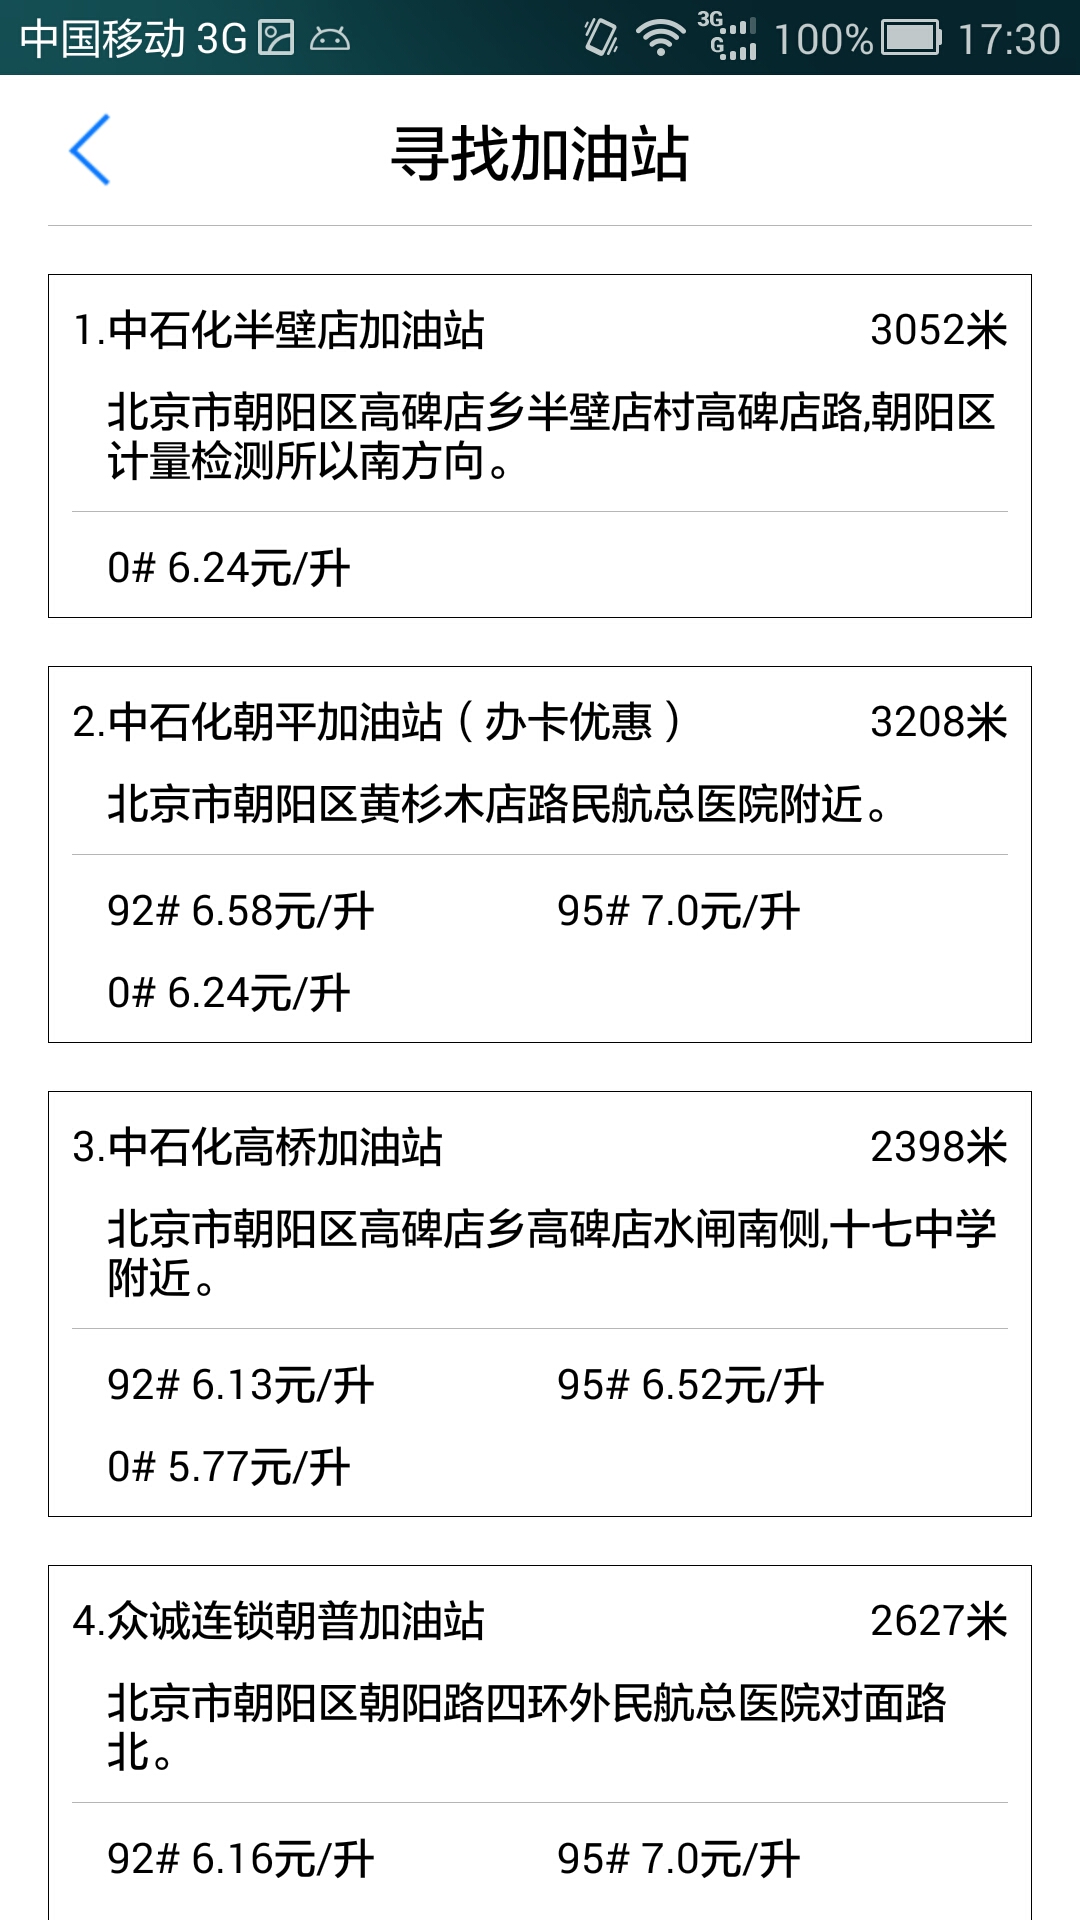 中国移动 3G 3G G 100% 17:30
寻找加油站
1.中石化半壁店加油站 3052米
北京市朝阳区高碑店乡半壁店村高碑店路,朝阳区
计量检测所以南方向。
0# 6.24元/升
2.中石化朝平加油站（办卡优惠） 3208米
北京市朝阳区黄杉木店路民航总医院附近。
92# 6.58元/升 95# 7.0元/升
0# 6.24元/升
3.中石化高桥加油站 2398米
北京市朝阳区高碑店乡高碑店水闸南侧,十七中学
附近。
92# 6.13元/升 95# 6.52元/升
0# 5.77元/升
4.众诚连锁朝普加油站 2627米
北京市朝阳区朝阳路四环外民航总医院对面路
北。
92# 6.16元/升 95# 7.0元/升